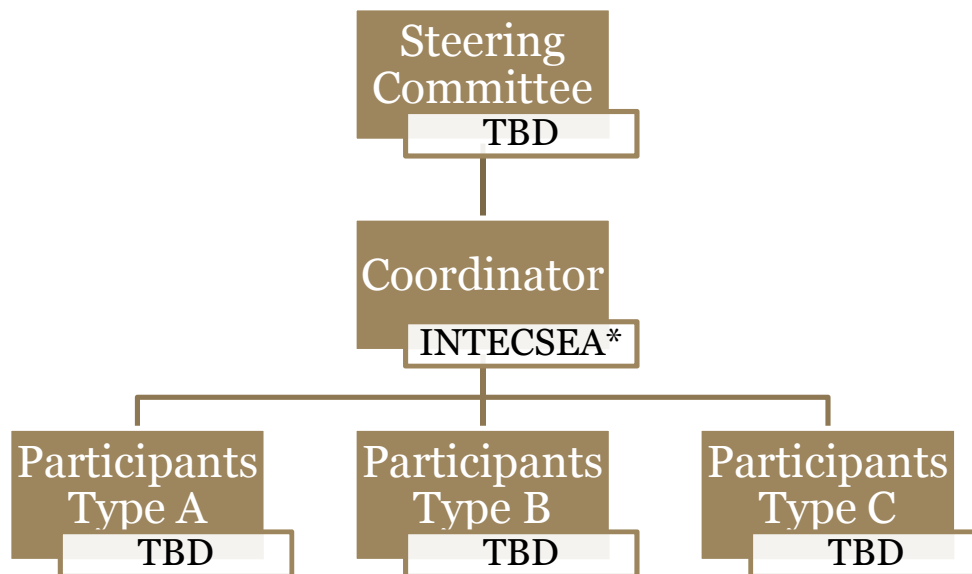 Steering
Committee
TBD
Coordinator
INTECSEA*
Participants
Type A
TBD
Participants
Type B
TBD
Participants
Type C
TBD